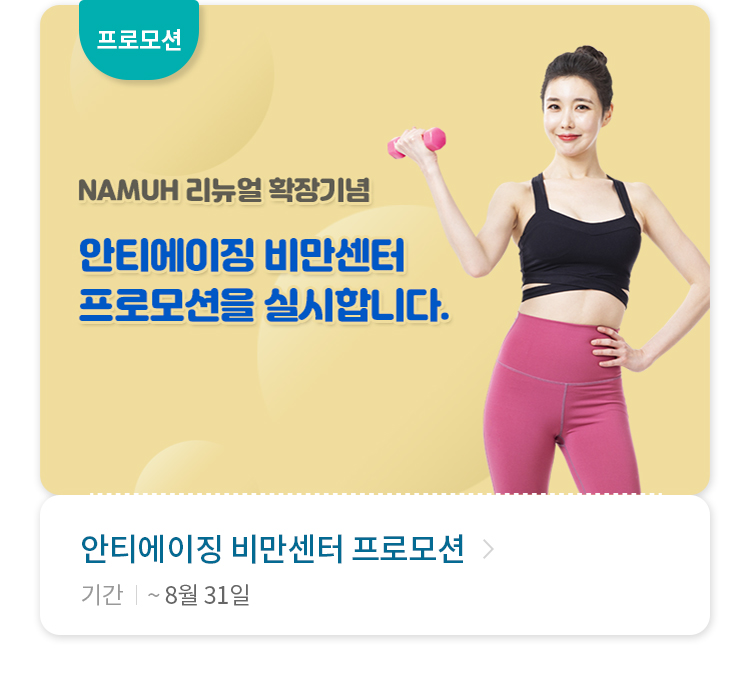 프로모션
NAMUH 리뉴얼 확장기념
안티에이징 비만센터
프로모션을 실시합니다.
안티에이징 비만센터 프로모션
기간 ~ 8월 31일